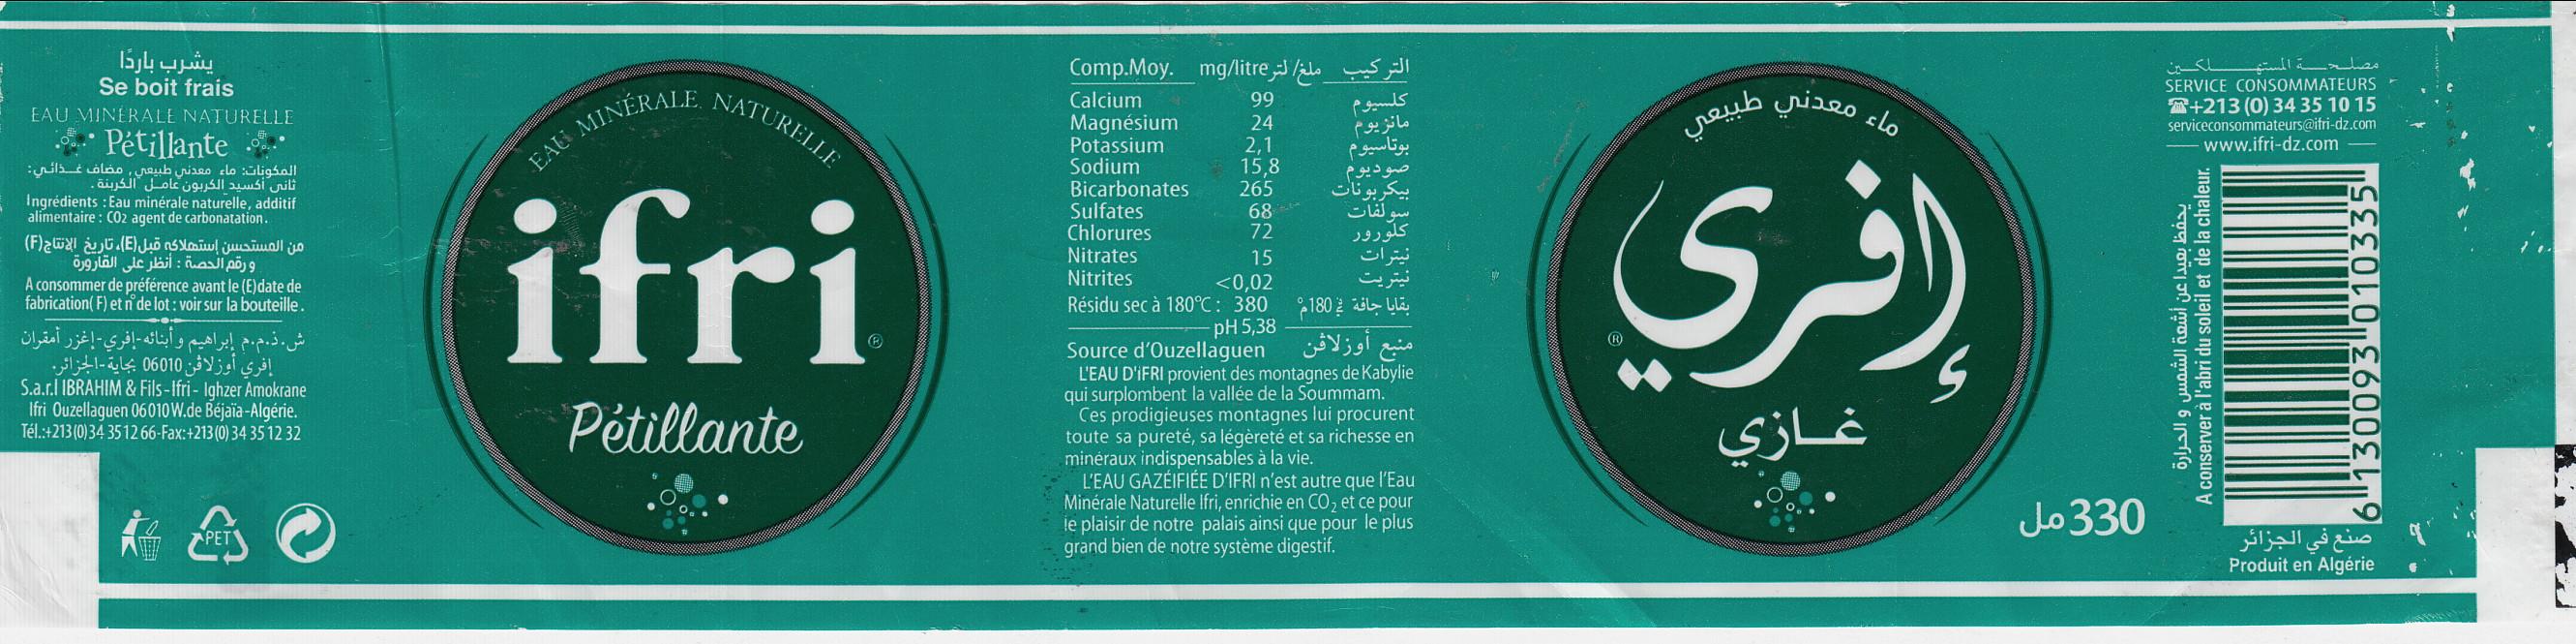 يشرب باردًا
Se boit frais
EAU MINÉRALE NATURELLE
Pétillante
المكونات: ماء معدني طبيعي, مضاف غـذائـي:
ثاني أكسيد الكربون عامـل الكربنة.
Ingrédients : Eau minérale naturelle, additif
alimentaire : CO2 agent de carbonatation.
من المستحسن إستهلاكه قبل(E)، تاريخ الإنتاج(F)
و رقم الحصة : أنظر على القارورة
A consommer de préférence avant le (E)date de
fabrication( F) et n° de lot : voir sur la bouteille.
ش.ذ.م.م إبراهيم و أبنائه-إفري-إغزر أمقران
إفري أوزلاڤن 06010 بجاية-الجزائر.
S.a.r.l IBRAHIM & Fils-Ifri- Ighzer Amokrane
Ifri Ouzellaguen 06010W.de Béjaïa-Algérie.
Tél.:+213(0)34 35 12 66-Fax:+213(0) 34 35 12 32
PET
EAU MINÉRALE NATURELLE
ifri
®
Pétillante
Comp.Moy. mg/litre ملغ/ لتر التركيب
Calcium 99 كلسيوم
Magnésium 24 مانزيوم
Potassium 2,1 بوتاسيوم
Sodium 15,8 صوديوم
Bicarbonates 265 بيكربونات
Sulfates 68 سولفات
Chlorures 72 كلورور
Nitrates 15 نيترات
Nitrites <0,02 نيتريت
Résidu sec à 180°C : 380 بقايا جافة في 180م°
pH 5,38
Source d'Ouzellaguen منبع أوزلاڤن
L'EAU D'iFRI provient des montagnes de Kabylie
qui surplombent la vallée de la Soummam.
Ces prodigieuses montagnes lui procurent
toute sa pureté, sa légèreté et sa richesse en
minéraux indispensables à la vie.
L'EAU GAZÉIFIÉE D'IFRI n'est autre que l'Eau
Minérale Naturelle Ifri, enrichie en CO2 et ce pour
le plaisir de notre palais ainsi que pour le plus
grand bien de notre système digestif.
ماء معدني طبيعي
إفري
®
غـازي
330 مل
مصلحـة المستهـلكـين
SERVICE CONSOMMATEURS
☎+213 (0) 34 35 10 15
serviceconsommateurs@ifri-dz.com
www.ifri-dz.com
يحفظ بعيدا عن أشعة الشمس و الحرارة
A conserver à l'abri du soleil et de la chaleur.
6 130093 010335
صنع في الجزائر
Produit en Algérie